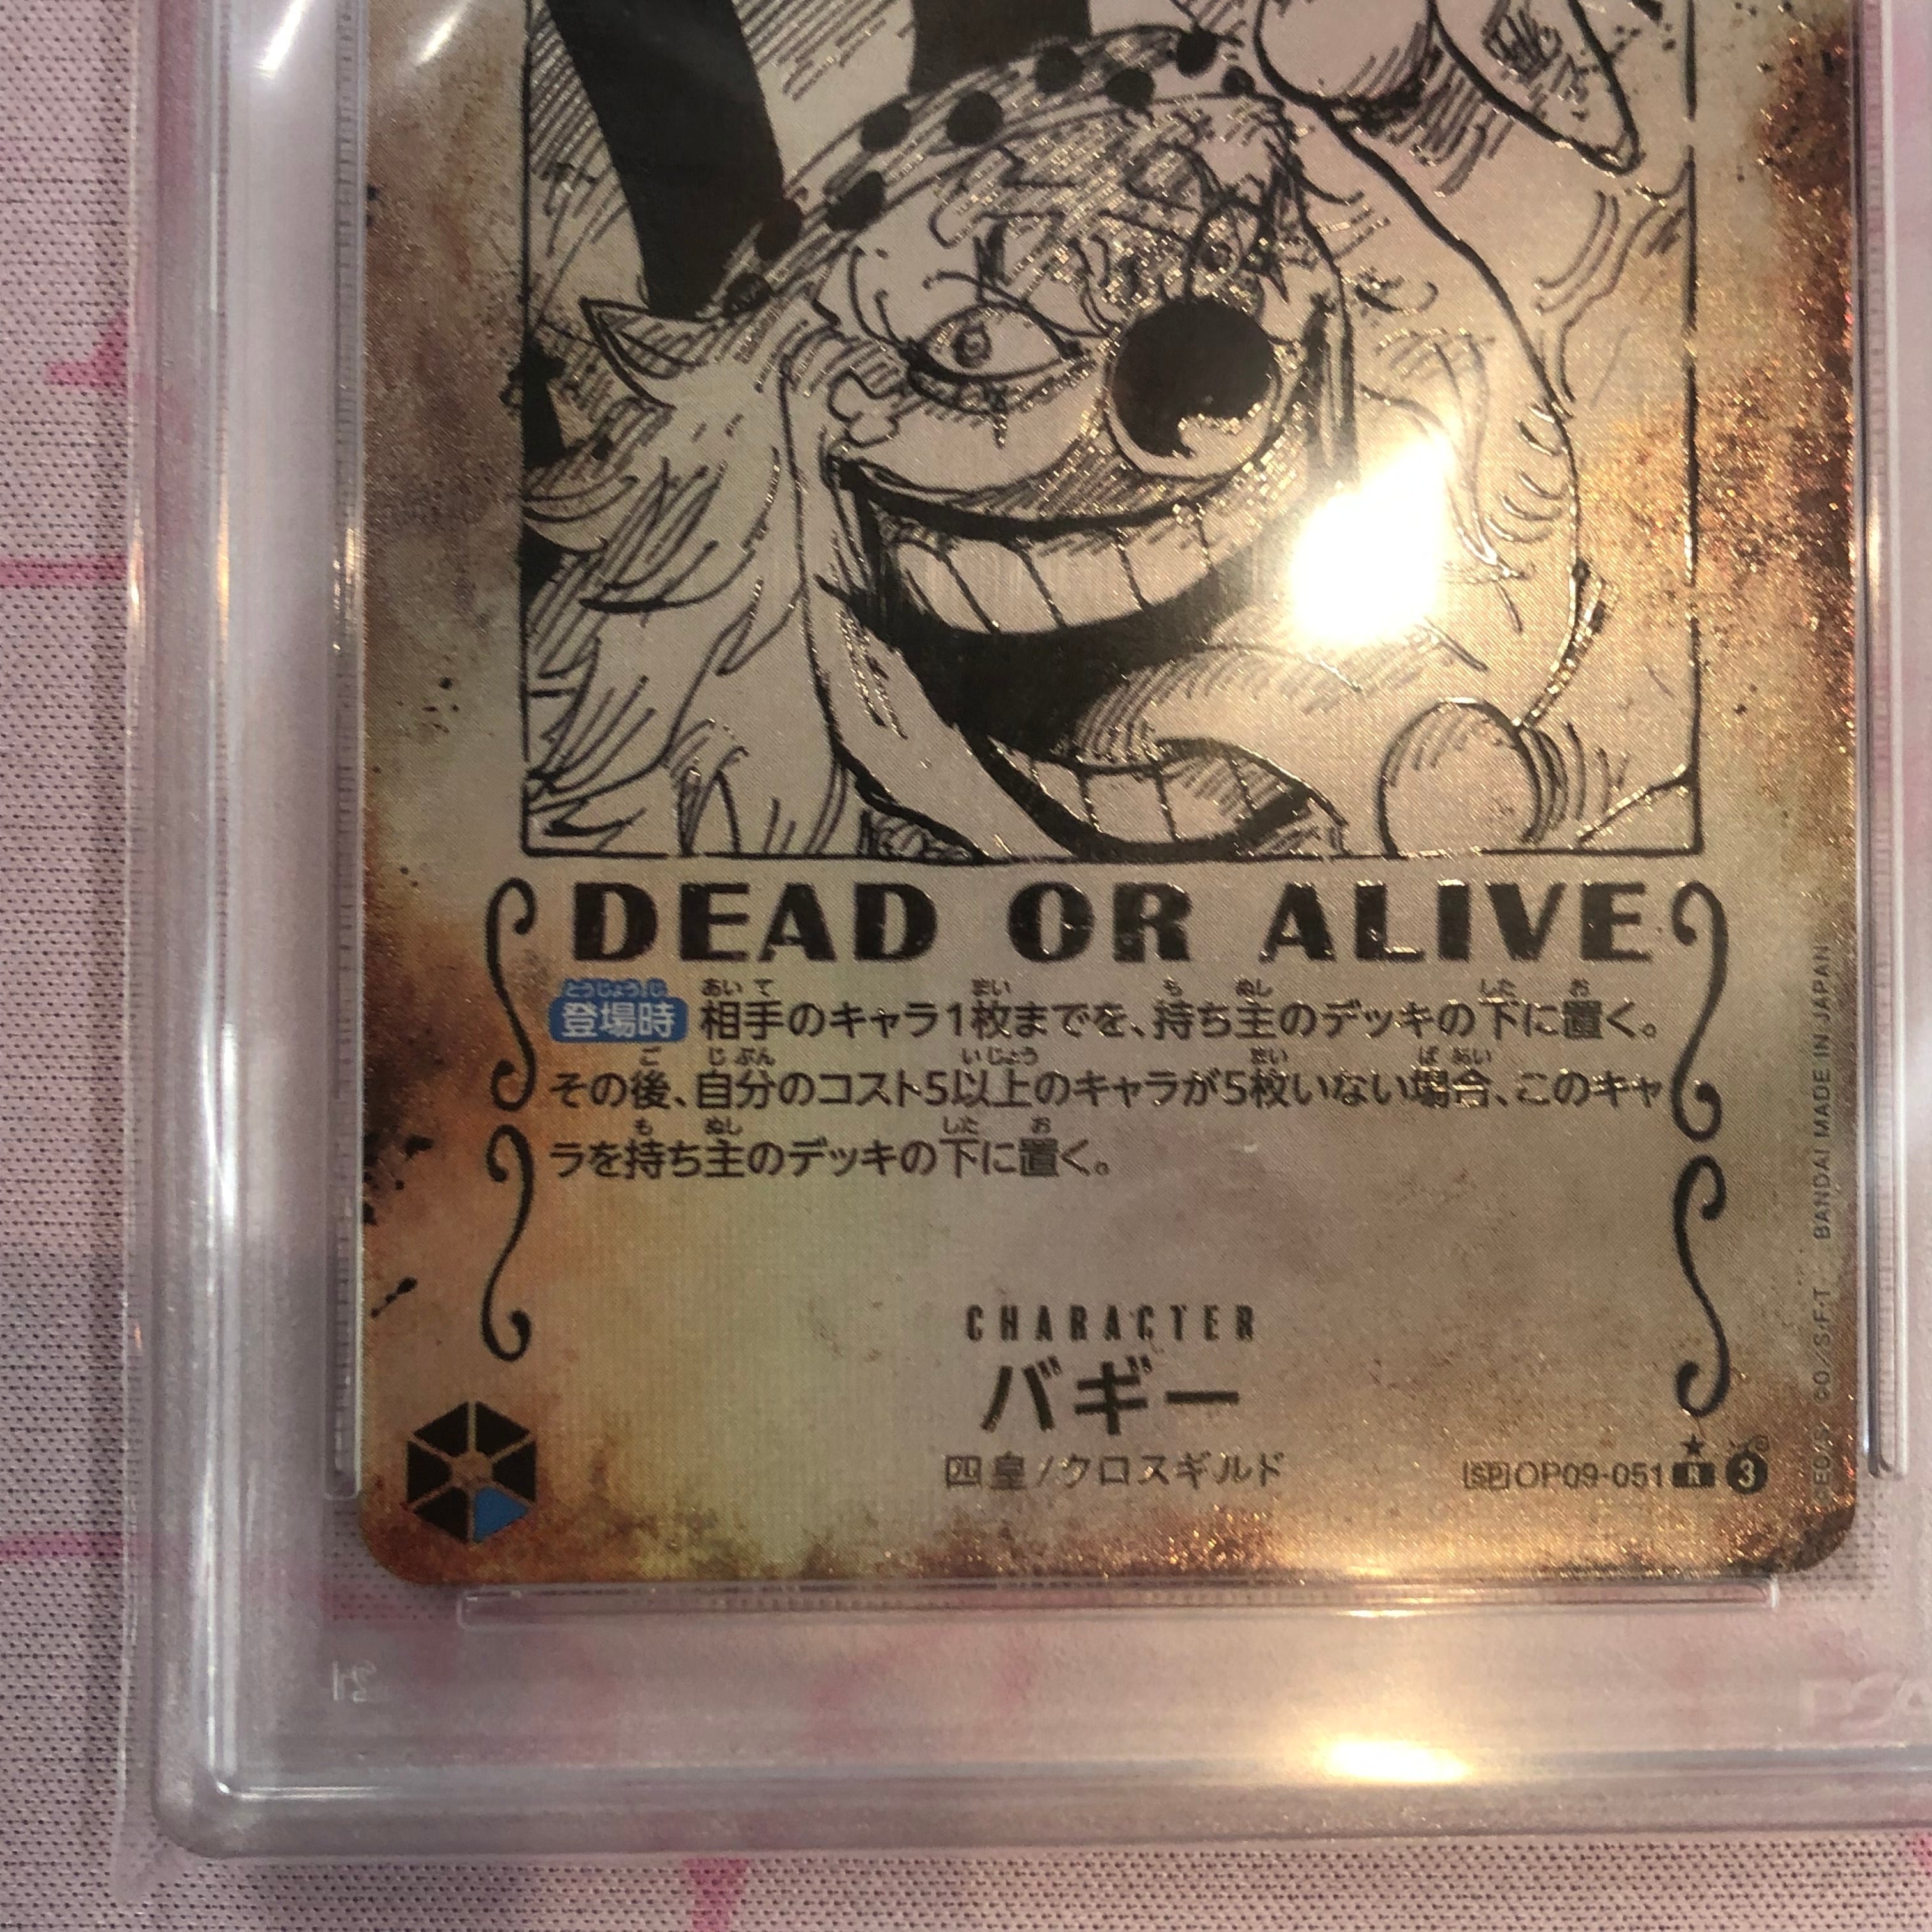 DEAD OR ALIVE
登場時 相手のキャラ1枚までを、持ち主のデッキの下に置く。
その後、自分のコスト5以上のキャラが5枚いない場合、このキャ
ラを持ち主のデッキの下に置く。
CHARACTER
バギー
四皇/クロスギルド
SP OP09-051 R 3
BANDAI MADE IN JAPAN
PSA